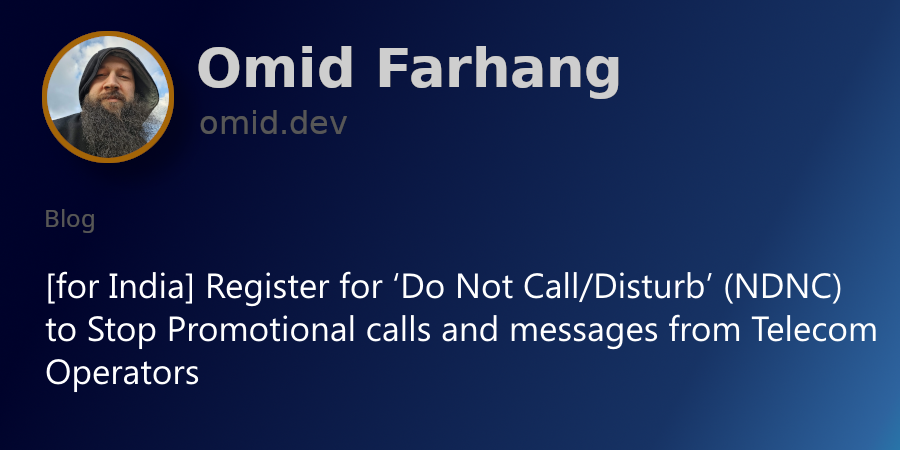 Omid Farhang
omid.dev
Blog
[for India] Register for ‘Do Not Call/Disturb’ (NDNC)
to Stop Promotional calls and messages from Telecom
Operators